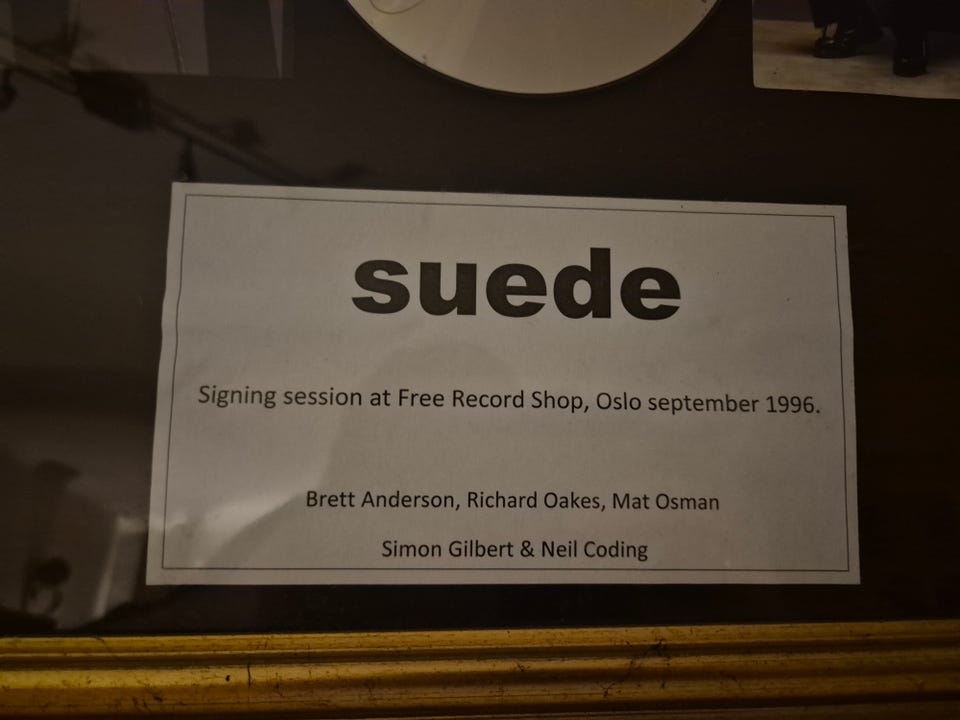 suede
Signing session at Free Record Shop, Oslo september 1996.
Brett Anderson, Richard Oakes, Mat Osman
Simon Gilbert & Neil Coding